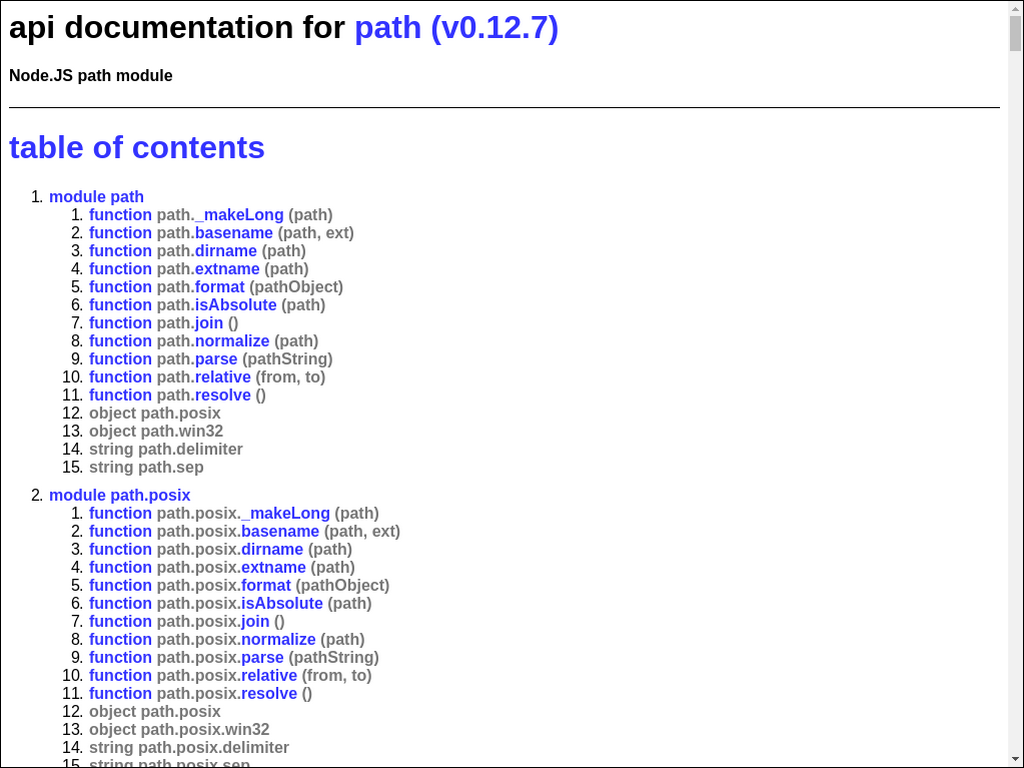 api documentation for path (v0.12.7)
Node.JS path module
table of contents
1. module path
1. function path._makeLong (path)
2. function path.basename (path, ext)
3. function path.dirname (path)
4. function path.extname (path)
5. function path.format (pathObject)
6. function path.isAbsolute (path)
7. function path.join ()
8. function path.normalize (path)
9. function path.parse (pathString)
10. function path.relative (from, to)
11. function path.resolve ()
12. object path.posix
13. object path.win32
14. string path.delimiter
15. string path.sep
2. module path.posix
1. function path.posix._makeLong (path)
2. function path.posix.basename (path, ext)
3. function path.posix.dirname (path)
4. function path.posix.extname (path)
5. function path.posix.format (pathObject)
6. function path.posix.isAbsolute (path)
7. function path.posix.join ()
8. function path.posix.normalize (path)
9. function path.posix.parse (pathString)
10. function path.posix.relative (from, to)
11. function path.posix.resolve ()
12. object path.posix
13. object path.posix.win32
14. string path.posix.delimiter
15. string path.posix.sep